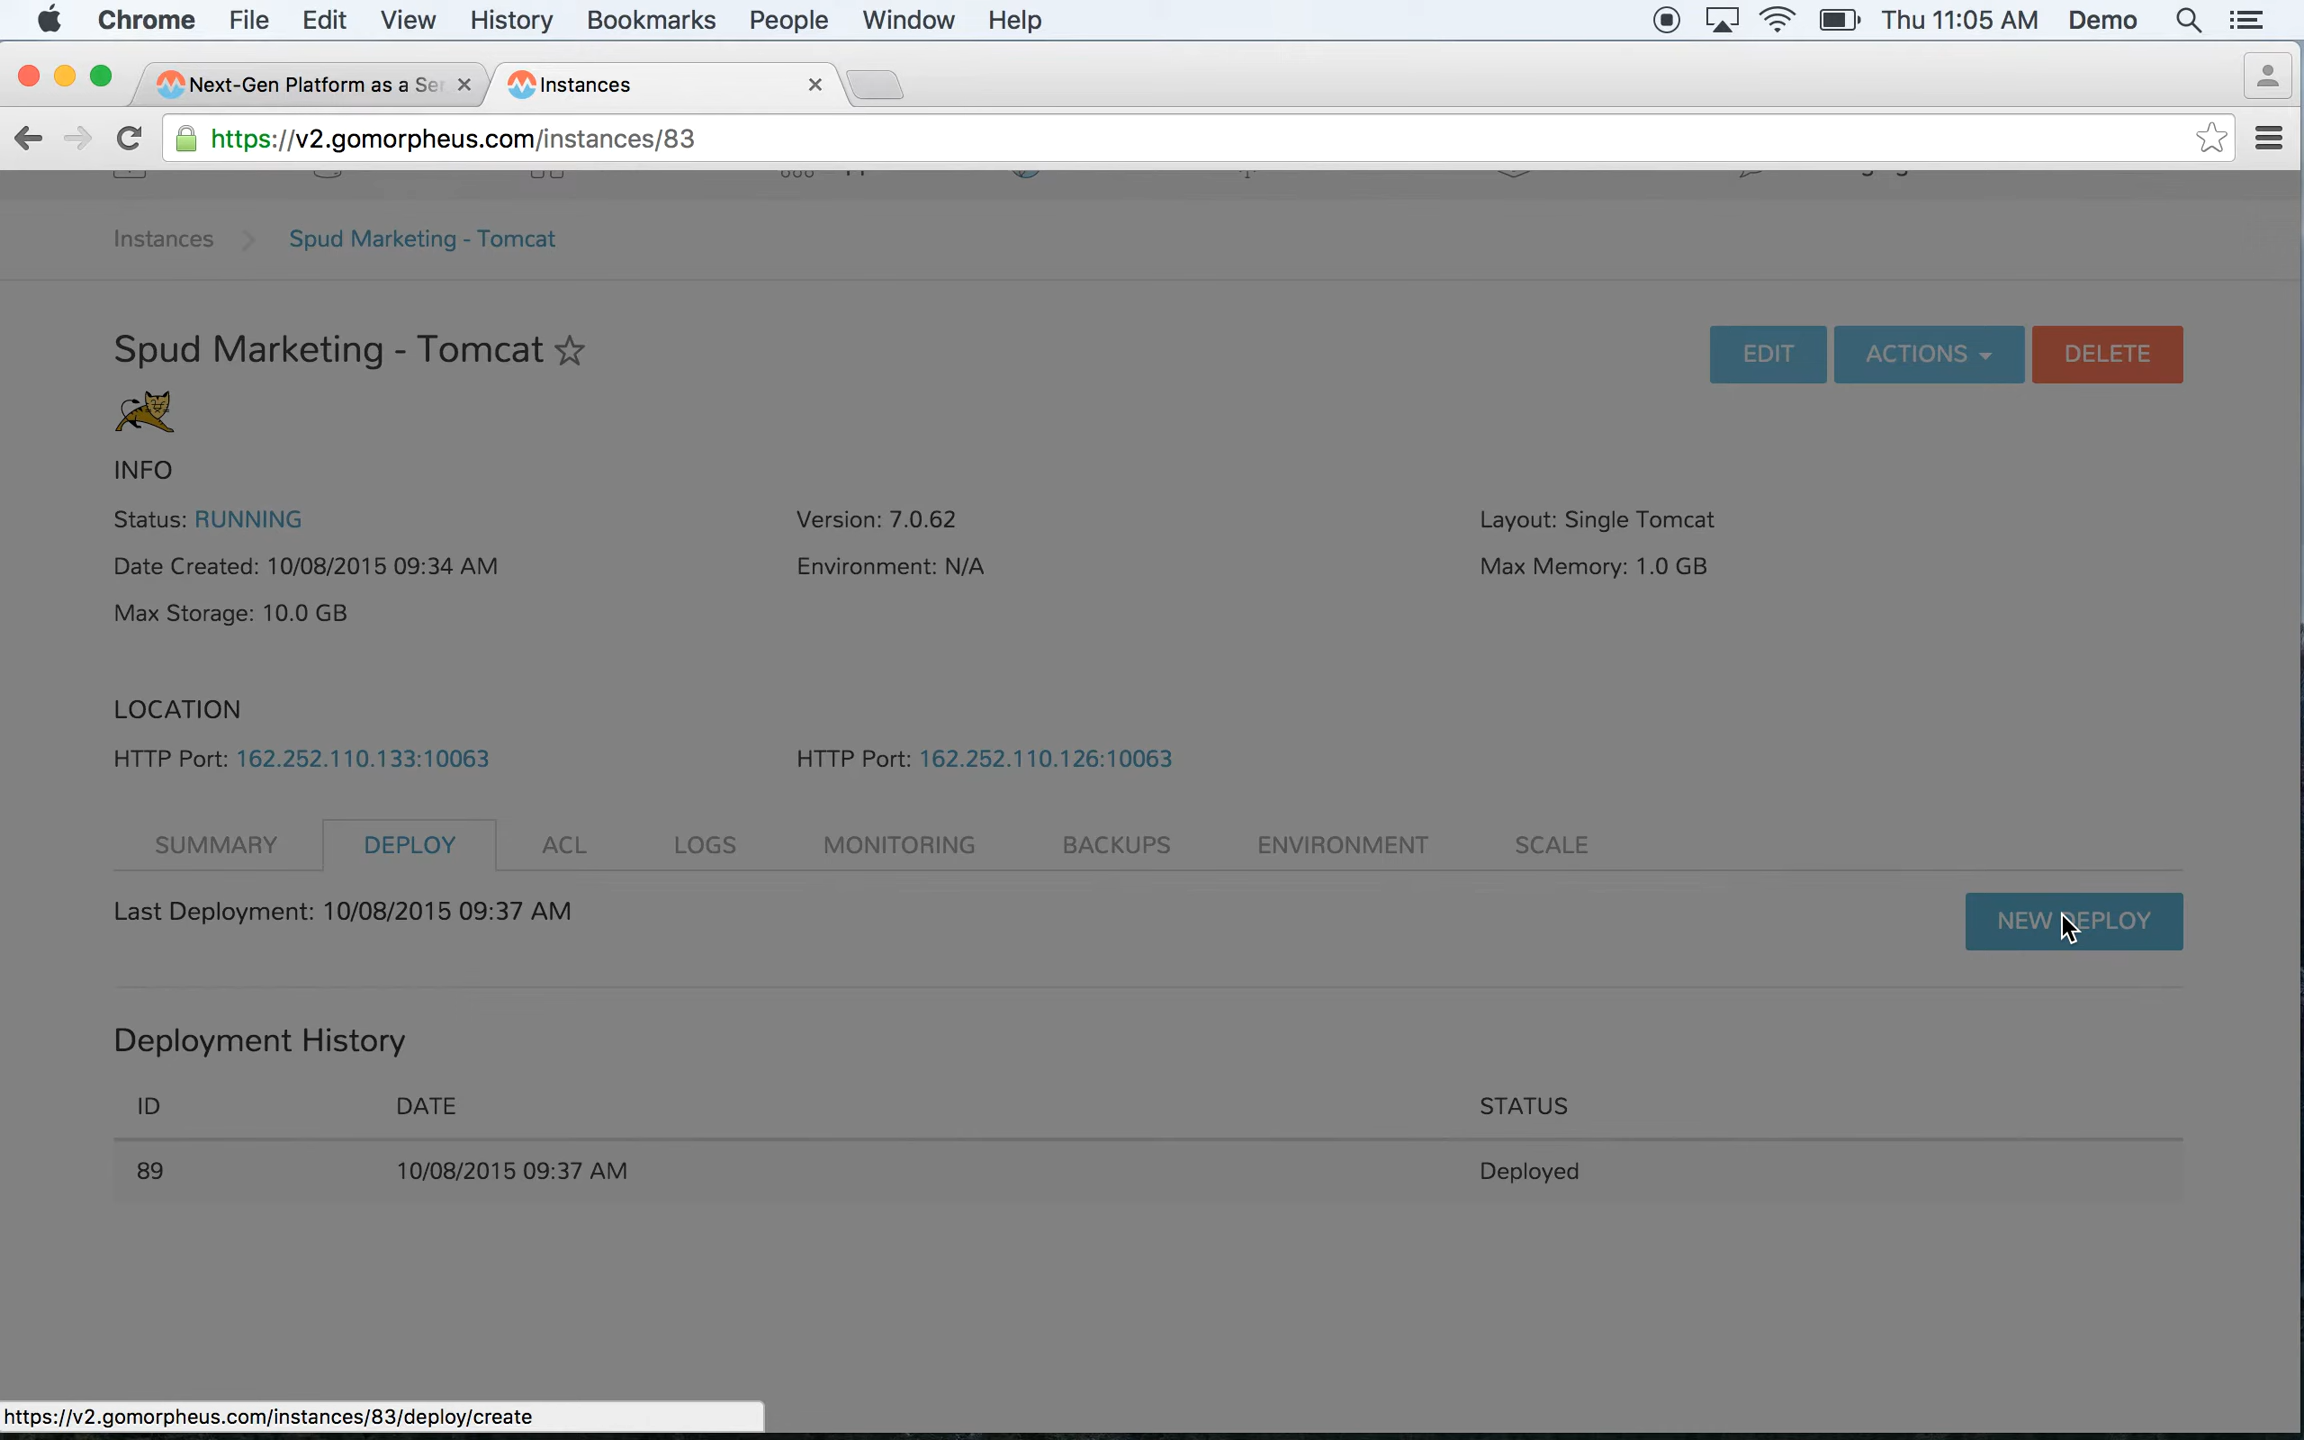 Chrome File Edit View History Bookmarks People Window Help Thu 11:05 AM Demo
Next-Gen Platform as a Ser Instances
https://v2.gomorpheus.com/instances/83
Instances Spud Marketing - Tomcat
Spud Marketing - Tomcat EDIT ACTIONS DELETE
INFO
Status: RUNNING Version: 7.0.62 Layout: Single Tomcat
Date Created: 10/08/2015 09:34 AM Environment: N/A Max Memory: 1.0 GB
Max Storage: 10.0 GB
LOCATION
HTTP Port: 162.252.110.133:10063 HTTP Port: 162.252.110.126:10063
SUMMARY DEPLOY ACL LOGS MONITORING BACKUPS ENVIRONMENT SCALE
Last Deployment: 10/08/2015 09:37 AM NEW DEPLOY
Deployment History
ID DATE STATUS
89 10/08/2015 09:37 AM Deployed
https://v2.gomorpheus.com/instances/83/deploy/create